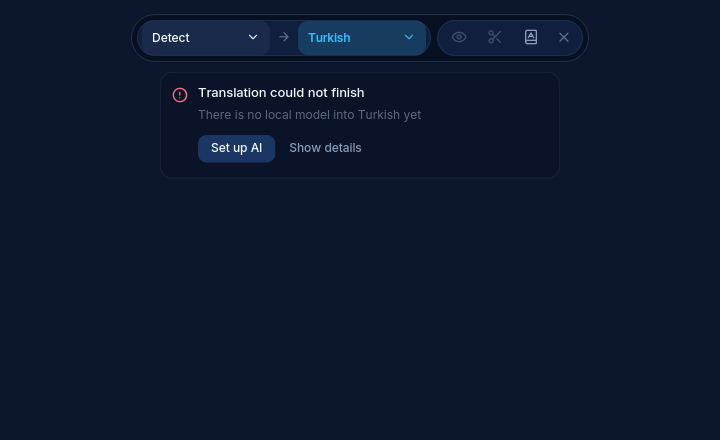 Detect
Turkish
Translation could not finish
There is no local model into Turkish yet
Set up AI
Show details